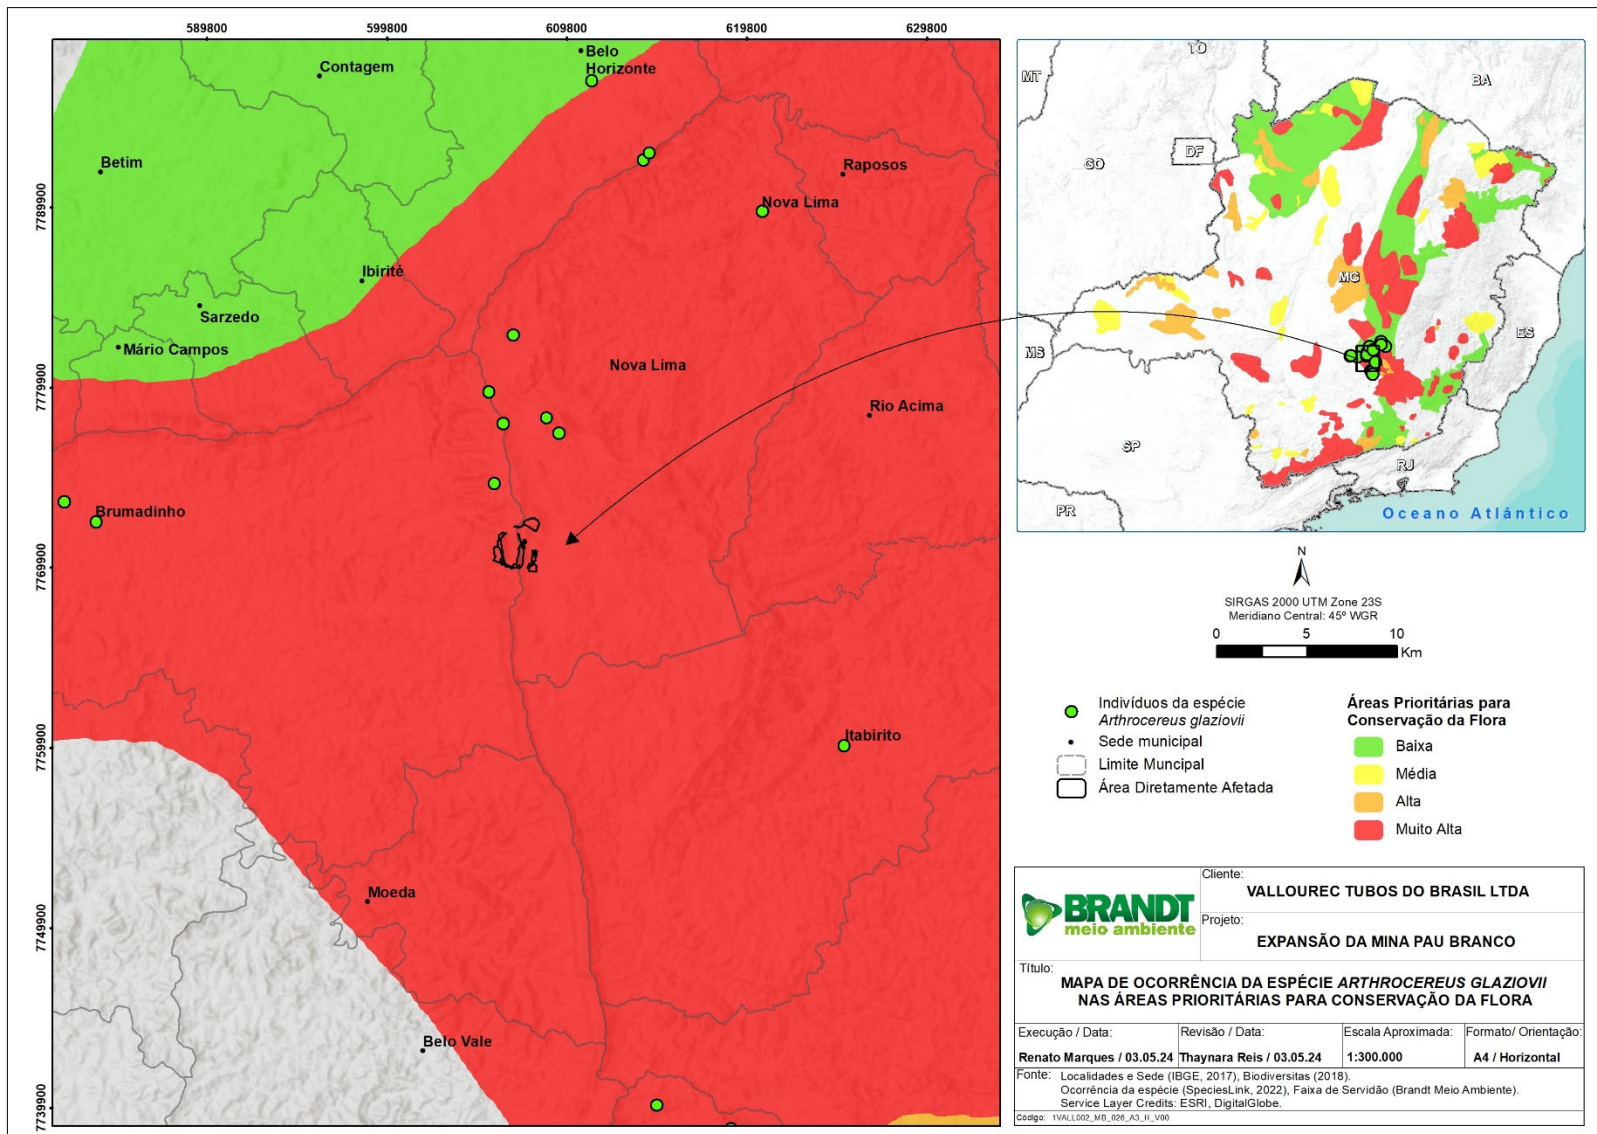 589800
599800
609800
619800
629800
7789900
7779900
7769900
7759900
7749900
7739900
Belo
Horizonte
Contagem
Betim
Raposos
Nova Lima
Ibirité
Sarzedo
Mário Campos
Nova Lima
Rio Acima
Brumadinho
Itabirito
Moeda
Belo Vale
TO
MT
BA
DF
GO
MG
ES
MS
SP
RJ
PR
Oceano Atlântico
N
SIRGAS 2000 UTM Zone 23S
Meridiano Central: 45º WGR
0 5 10
Km
Indivíduos da espécie
Arthrocereus glaziovii
Sede municipal
Limite Muncipal
Área Diretamente Afetada
Áreas Prioritárias para
Conservação da Flora
Baixa
Média
Alta
Muito Alta
BRANDT
meio ambiente
Cliente:
VALLOUREC TUBOS DO BRASIL LTDA
Projeto:
EXPANSÃO DA MINA PAU BRANCO
Título:
MAPA DE OCORRÊNCIA DA ESPÉCIE ARTHROCEREUS GLAZIOVII
NAS ÁREAS PRIORITÁRIAS PARA CONSERVAÇÃO DA FLORA
Execução / Data:
Renato Marques / 03.05.24
Revisão / Data:
Thaynara Reis / 03.05.24
Escala Aproximada:
1:300.000
Formato/ Orientação:
A4 / Horizontal
Fonte: Localidades e Sede (IBGE, 2017), Biodiversitas (2018).
Ocorrência da espécie (SpeciesLink, 2022), Faixa de Servidão (Brandt Meio Ambiente).
Service Layer Credits: ESRI, DigitalGlobe.
Código: 1VALL002_MB_026_A3_H_V00